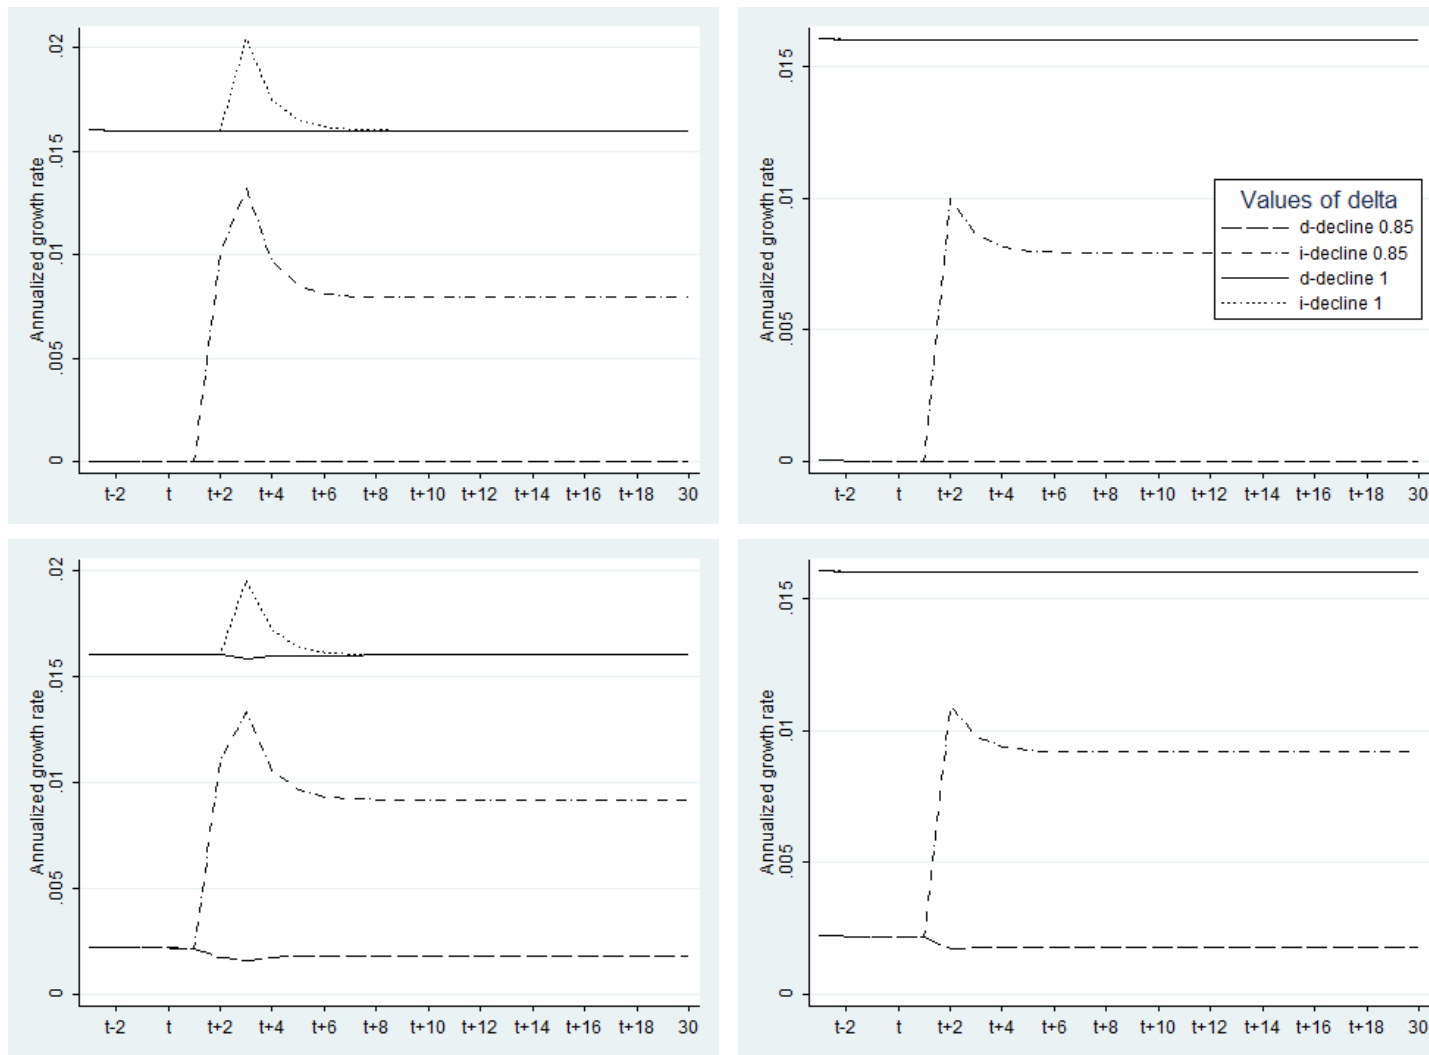 Annualized growth rate
.02
.015
.01
.005
0
t-2 t t+2 t+4 t+6 t+8 t+10 t+12 t+14 t+16 t+18 30
Annualized growth rate
.015
.01
.005
0
t-2 t t+2 t+4 t+6 t+8 t+10 t+12 t+14 t+16 t+18 30
Values of delta
d-decline 0.85
i-decline 0.85
d-decline 1
i-decline 1
Annualized growth rate
.02
.015
.01
.005
0
t-2 t t+2 t+4 t+6 t+8 t+10 t+12 t+14 t+16 t+18 30
Annualized growth rate
.015
.01
.005
0
t-2 t t+2 t+4 t+6 t+8 t+10 t+12 t+14 t+16 t+18 30